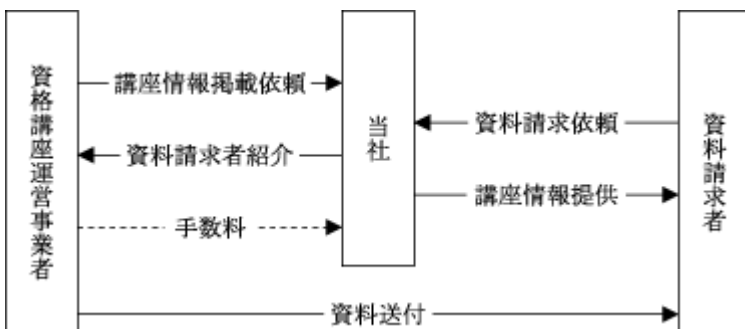 資格講座運営事業者
講座情報掲載依頼
資料請求者紹介
手数料
当社
資料請求依頼
講座情報提供
資料請求者
資料送付